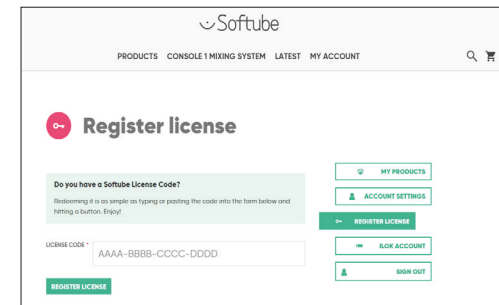 Softube
PRODUCTS CONSOLE 1 MIXING SYSTEM LATEST MY ACCOUNT
Register license
Do you have a Softube License Code?
Redeeming it is as simple as typing or pasting the code into the form below and
hitting a button. Enjoy!
LICENSE CODE *
AAAA-BBBB-CCCC-DDDD
REGISTER LICENSE
MY PRODUCTS
ACCOUNT SETTINGS
REGISTER LICENSE
ILOK ACCOUNT
SIGN OUT